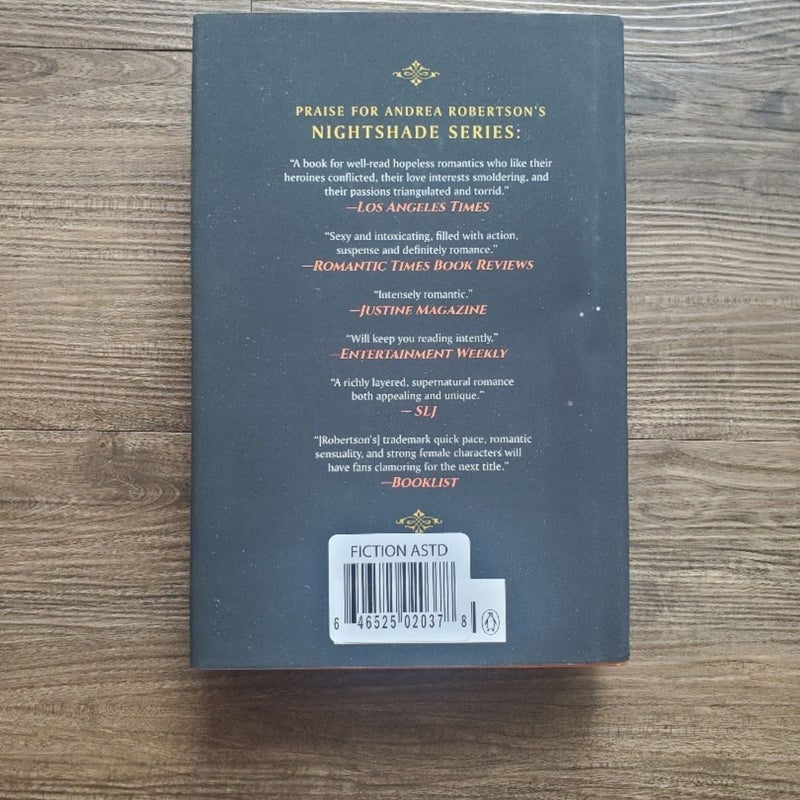 PRAISE FOR ANDREA ROBERTSON'S
NIGHTSHADE SERIES:
“A book for well-read hopeless romantics who like their
heroines conflicted, their love interests smoldering, and
their passions triangulated and torrid.”
—LOS ANGELES TIMES
“Sexy and intoxicating, filled with action,
suspense and definitely romance.”
—ROMANTIC TIMES BOOK REVIEWS
“Intensely romantic.”
—JUSTINE MAGAZINE
“Will keep you reading intently.”
—ENTERTAINMENT WEEKLY
“A richly layered, supernatural romance
both appealing and unique.”
— SLJ
“[Robertson's] trademark quick pace, romantic
sensuality, and strong female characters will
have fans clamoring for the next title.”
—BOOKLIST
FICTION ASTD
6 46525 02037 8